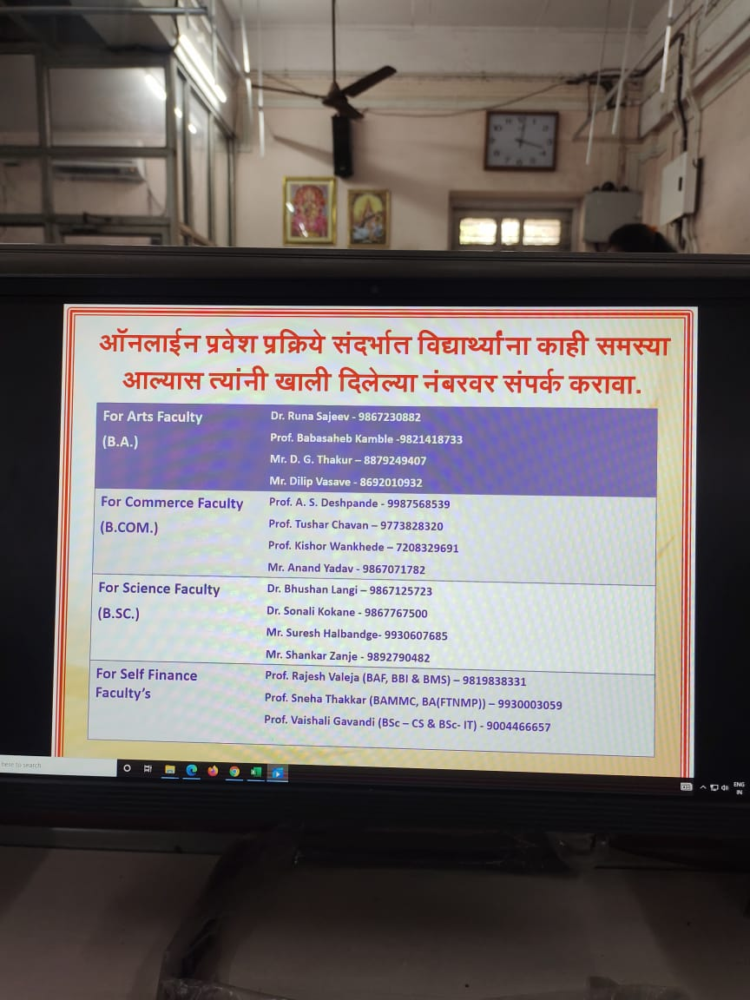 ऑनलाईन प्रवेश प्रक्रिये संदर्भात विद्यार्थ्यांना काही समस्या
आल्यास त्यांनी खाली दिलेल्या नंबरवर संपर्क करावा.
For Arts Faculty
(B.A.)
Dr. Runa Sajeev - 9867230882
Prof. Babasaheb Kamble -9821418733
Mr. D. G. Thakur – 8879249407
Mr. Dilip Vasave - 8692010932
For Commerce Faculty
(B.COM.)
Prof. A. S. Deshpande - 9987568539
Prof. Tushar Chavan – 9773828320
Prof. Kishor Wankhede – 7208329691
Mr. Anand Yadav - 9867071782
For Science Faculty
(B.SC.)
Dr. Bhushan Langi – 9867125723
Dr. Sonali Kokane - 9867767500
Mr. Suresh Halbandge- 9930607685
Mr. Shankar Zanje - 9892790482
For Self Finance
Faculty's
Prof. Rajesh Valeja (BAF, BBI & BMS) – 9819838331
Prof. Sneha Thakkar (BAMMC, BA(FTNMP)) – 9930003059
Prof. Vaishali Gavandi (BSc – CS & BSc- IT) - 9004466657
here to search
ENG
IN